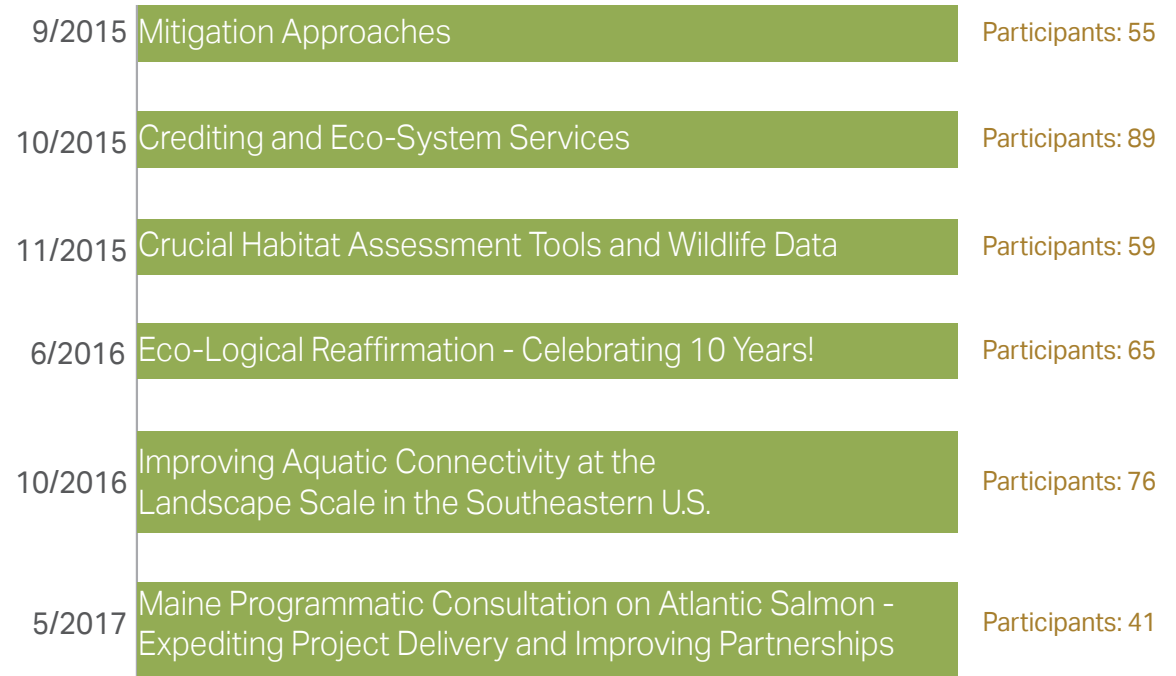 9/2015 Mitigation Approaches Participants: 55
10/2015 Crediting and Eco-System Services Participants: 89
11/2015 Crucial Habitat Assessment Tools and Wildlife Data Participants: 59
6/2016 Eco-Logical Reaffirmation - Celebrating 10 Years! Participants: 65
10/2016 Improving Aquatic Connectivity at the
Landscape Scale in the Southeastern U.S. Participants: 76
5/2017 Maine Programmatic Consultation on Atlantic Salmon -
Expediting Project Delivery and Improving Partnerships Participants: 41